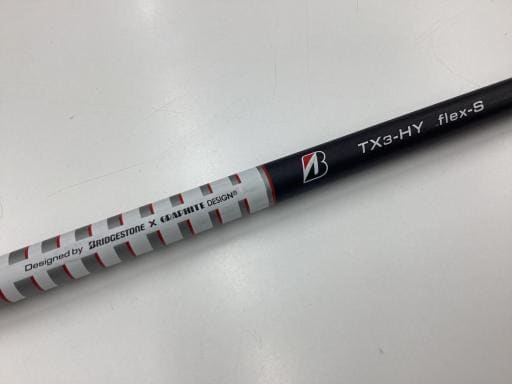 Designed by BRIDGESTONE X GRAPHITE DESIGN®
B TX3-HY flex-S